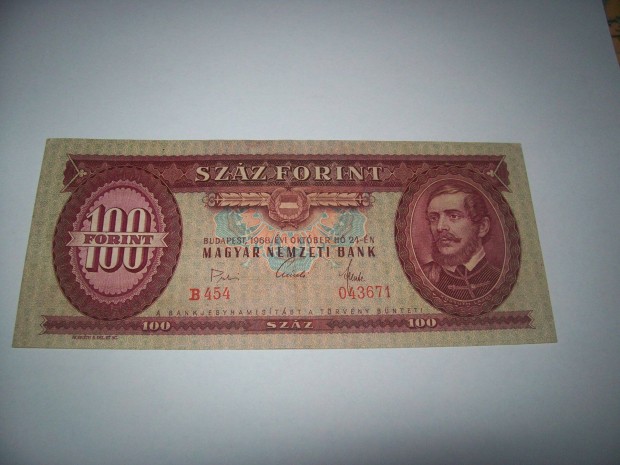 SZÁZ FORINT
100
FORINT
BUDAPEST, 1968. ÉVI OKTÓBER HÓ 24-ÉN
MAGYAR NEMZETI BANK
B 454 043671
A BANKJEGYHAMISÍTÁST A TÖRVÉNY BÜNTETI
100 SZÁZ 100